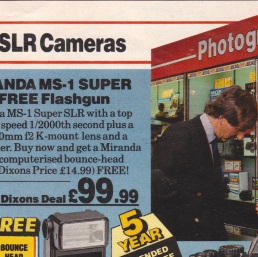 SLR Cameras
Photog
ANDA MS-1 SUPER
FREE Flashgun
a MS-1 Super SLR with a top
speed 1/2000th second plus a
0mm f2 K-mount lens and a
er. Buy now and get a Miranda
computerised bounce-head
Dixons Price £14.99) FREE!
Dixons Deal £99.99
REE
BOUNCE
HEAD
5
YEAR